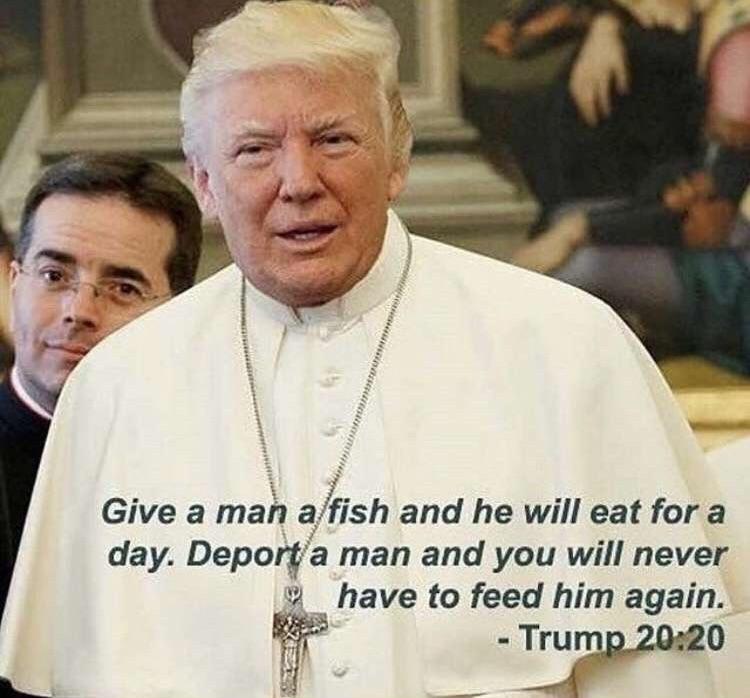 Give a man a fish and he will eat for a
day. Deport a man and you will never
have to feed him again.
- Trump 20:20